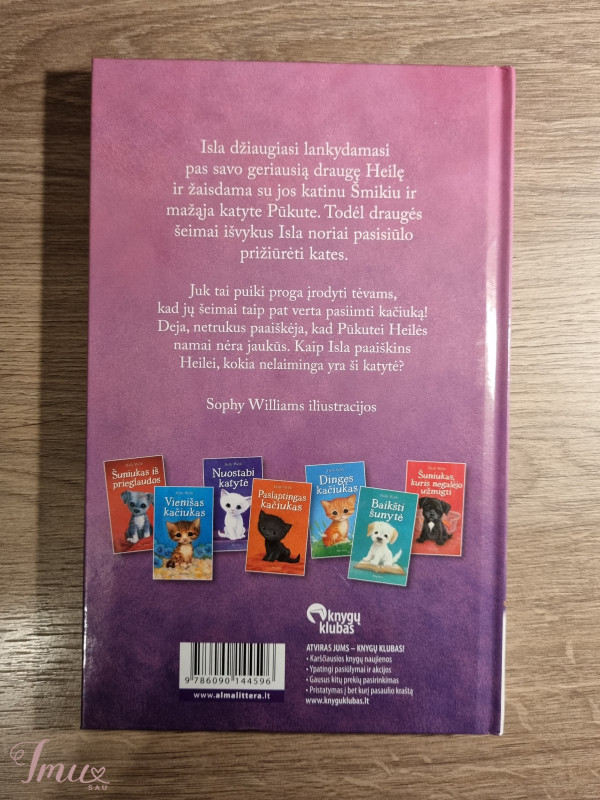 Isla džiaugiasi lankydamasi
pas savo geriausią draugę Heilę
ir žaisdama su jos katinu Šmikiu ir
mažąja katyte Pūkute. Todėl draugės
šeimai išvykus Isla noriai pasisiūlo
prižiūrėti kates.
Juk tai puiki proga įrodyti tėvams,
kad jų šeimai taip pat verta pasiimti kačiuką!
Deja, netrukus paaiškėja, kad Pūkutei Heilės
namai nėra jaukūs. Kaip Isla paaiškins
Heilei, kokia nelaiminga yra ši katytė?
Sophy Williams iliustracijos
Šuniukas iš
prieglaudos
Vienišas
kačiukas
Nuostabi
katytė
Paslaptingas
kačiukas
Dingęs
kačiukas
Baikšti
šunytė
Šuniukas,
kuris negalėjo
užmigti
knygų
klubas
ATVIRAS JUMS – KNYGŲ KLUBAS!
• Karščiausios knygų naujienos
• Ypatingi pasiūlymai ir akcijos
• Gausus kitų prekių pasirinkimas
• Pristatymas į bet kurį pasaulio kraštą
www.knyguklubas.lt
9 786090 144596
www.almalittera.lt
Imk
SAU